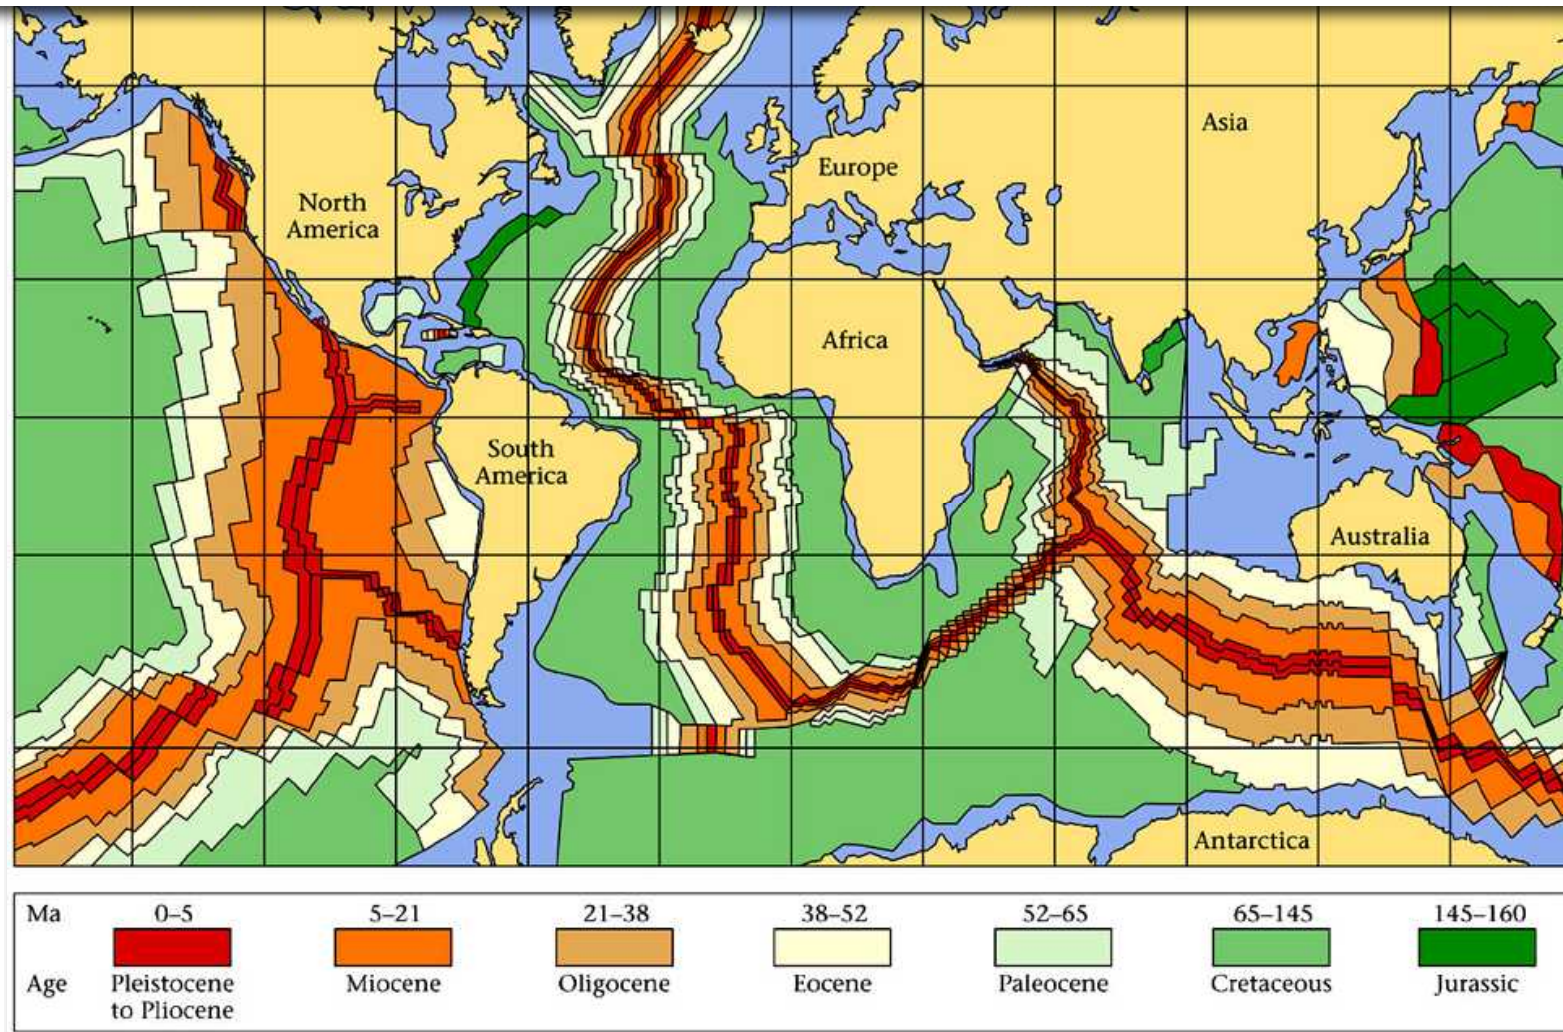 Asia
Europe
North
America
Africa
South
America
Australia
Antarctica
Ma 0–5 5–21 21–38 38–52 52–65 65–145 145–160
Age Pleistocene Miocene Oligocene Eocene Paleocene Cretaceous Jurassic
to Pliocene